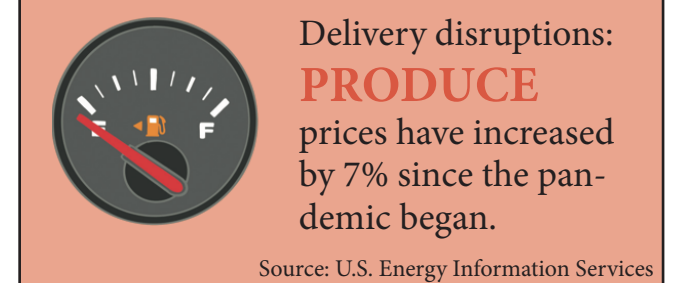 Delivery disruptions:
PRODUCE
prices have increased
by 7% since the pan-
demic began.
E F
Source: U.S. Energy Information Services